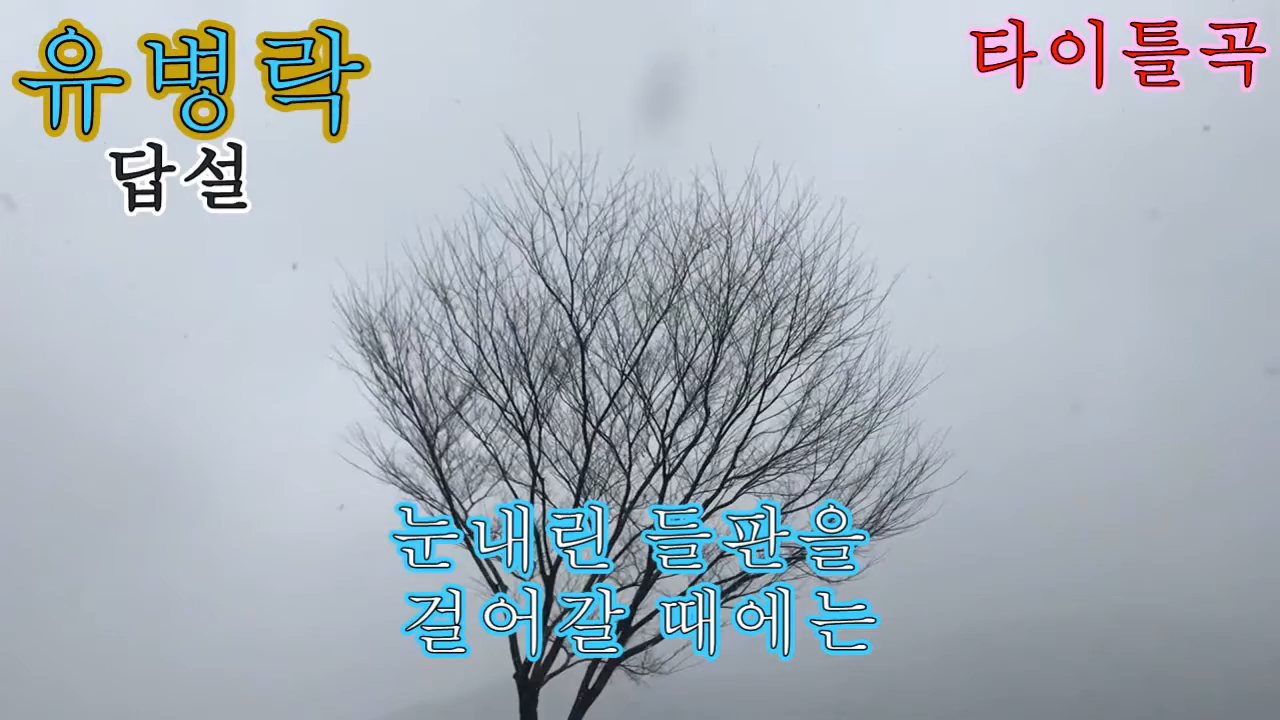 유병락
답설
타이틀곡
눈내린 들판을
걸어갈 때에는